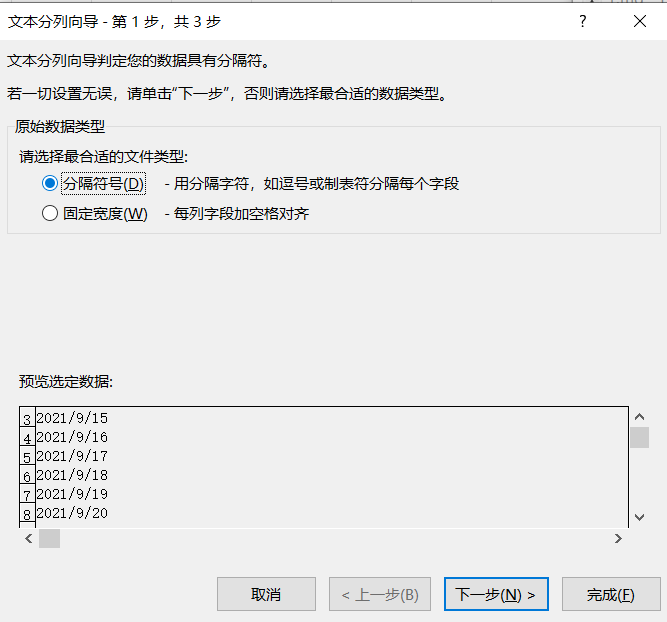 文本分列向导 - 第 1 步，共 3 步
文本分列向导判定您的数据具有分隔符。
若一切设置无误，请单击“下一步”，否则请选择最合适的数据类型。
原始数据类型
请选择最合适的文件类型:
分隔符号(D) - 用分隔字符，如逗号或制表符分隔每个字段
固定宽度(W) - 每列字段加空格对齐
预览选定数据:
3 2021/9/15
4 2021/9/16
5 2021/9/17
6 2021/9/18
7 2021/9/19
8 2021/9/20
取消 < 上一步(B) 下一步(N) > 完成(F)